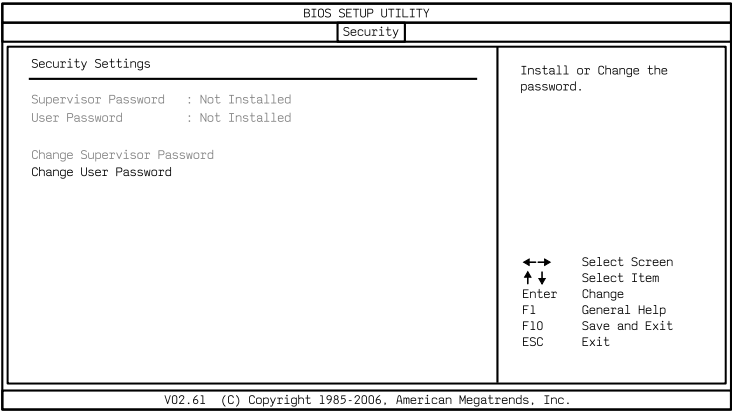 BIOS SETUP UTILITY
Security
Security Settings
Supervisor Password : Not Installed
User Password : Not Installed
Change Supervisor Password
Change User Password
Install or Change the
password.
←→ Select Screen
↑↓ Select Item
Enter Change
F1 General Help
F10 Save and Exit
ESC Exit
V02.61 (C) Copyright 1985-2006, American Megatrends, Inc.